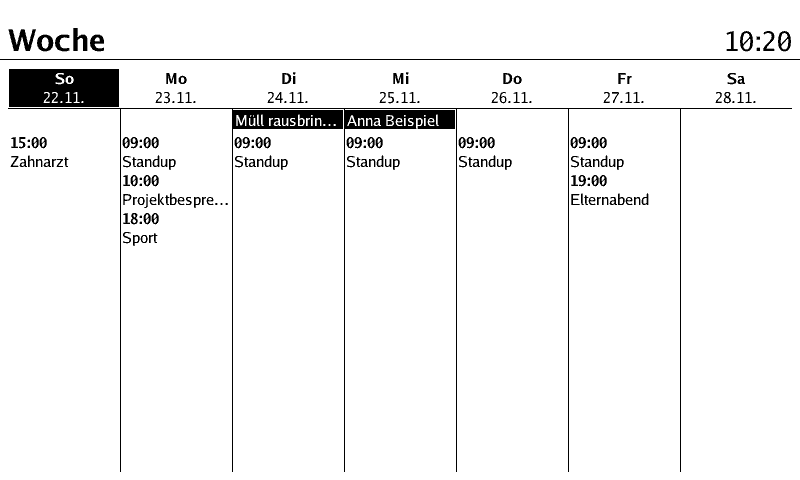 Woche
10:20
So
22.11.
Mo
23.11.
Di
24.11.
Mi
25.11.
Do
26.11.
Fr
27.11.
Sa
28.11.
15:00
Zahnarzt
09:00
Standup
10:00
Projektbespre…
18:00
Sport
Müll rausbrin…
09:00
Standup
Anna Beispiel
09:00
Standup
09:00
Standup
09:00
Standup
19:00
Elternabend